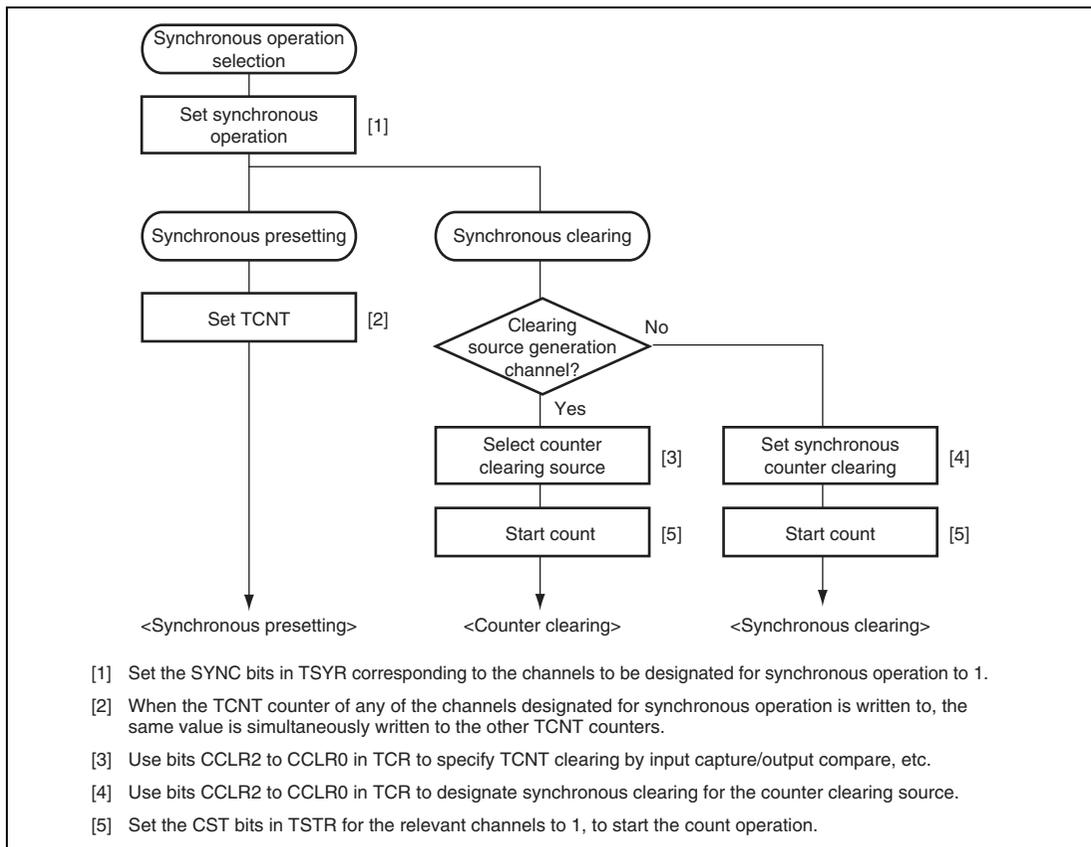 Synchronous operation
selection
Set synchronous
operation
[1]
Synchronous presetting
Synchronous clearing
Set TCNT
[2]
Clearing
source generation
channel?
No
Yes
Select counter
clearing source
[3]
Set synchronous
counter clearing
[4]
Start count
[5]
Start count
[5]
<Synchronous presetting>
<Counter clearing>
<Synchronous clearing>
[1] Set the SYNC bits in TSYR corresponding to the channels to be designated for synchronous operation to 1.
[2] When the TCNT counter of any of the channels designated for synchronous operation is written to, the
same value is simultaneously written to the other TCNT counters.
[3] Use bits CCLR2 to CCLR0 in TCR to specify TCNT clearing by input capture/output compare, etc.
[4] Use bits CCLR2 to CCLR0 in TCR to designate synchronous clearing for the counter clearing source.
[5] Set the CST bits in TSTR for the relevant channels to 1, to start the count operation.